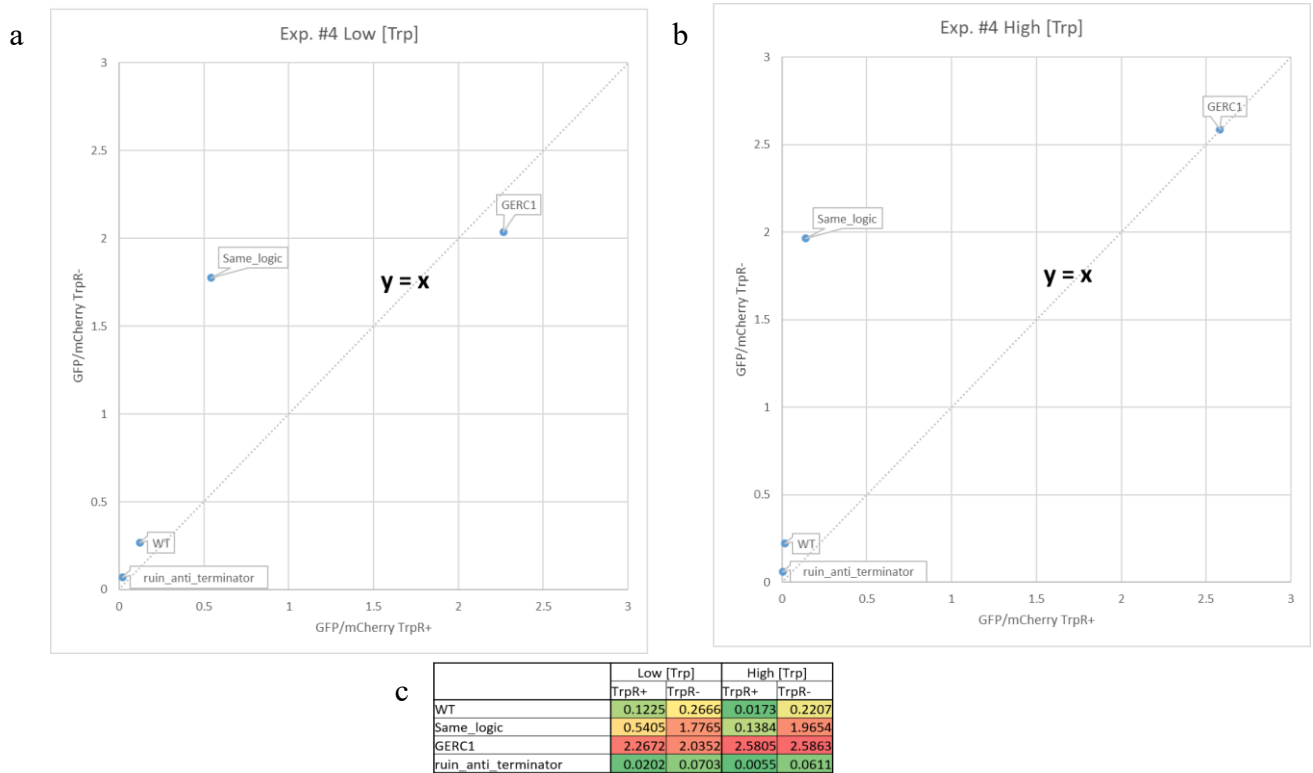 a
Exp. #4 Low [Trp]
3
2.5
2
1.5
1
0.5
0
GFP/mCherry TrpR-
GERC1
Same_logic
y = x
WT
ruin_anti_terminator
0 0.5 1 1.5 2 2.5 3
GFP/mCherry TrpR+
b
Exp. #4 High [Trp]
3
2.5
2
1.5
1
0.5
0
GFP/mCherry TrpR-
GERC1
Same_logic
y = x
WT
ruin_anti_terminator
0 0.5 1 1.5 2 2.5 3
GFP/mCherry TrpR+
c
Low [Trp] High [Trp]
TrpR+ TrpR- TrpR+ TrpR-
WT 0.1225 0.2666 0.0173 0.2207
Same_logic 0.5405 1.7765 0.1384 1.9654
GERC1 2.2672 2.0352 2.5805 2.5863
ruin_anti_terminator 0.0202 0.0703 0.0055 0.0611